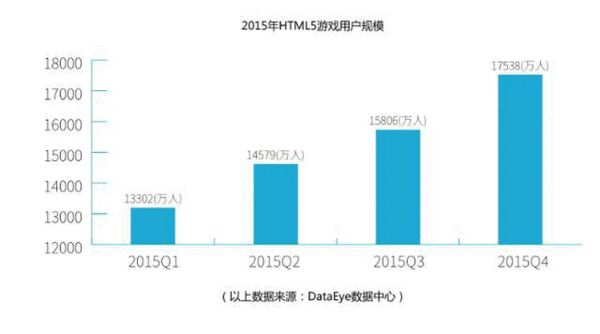 2015年HTML5游戏用户规模
18000
17000
16000
15000
14000
13000
12000
13302(万人)
14579(万人)
15806(万人)
17538(万人)
2015Q1
2015Q2
2015Q3
2015Q4
(以上数据来源：DataEye数据中心)